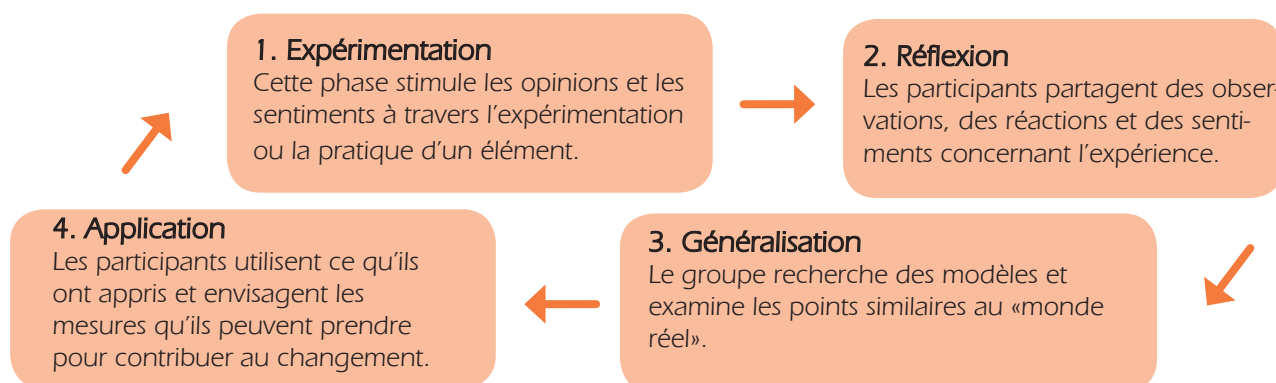 1. Expérimentation
Cette phase stimule les opinions et les
sentiments à travers l’expérimentation
ou la pratique d’un élément.
2. Réflexion
Les participants partagent des obser-
vations, des réactions et des senti-
ments concernant l’expérience.
3. Généralisation
Le groupe recherche des modèles et
examine les points similaires au «monde
réel».
4. Application
Les participants utilisent ce qu’ils
ont appris et envisagent les
mesures qu’ils peuvent prendre
pour contribuer au changement.